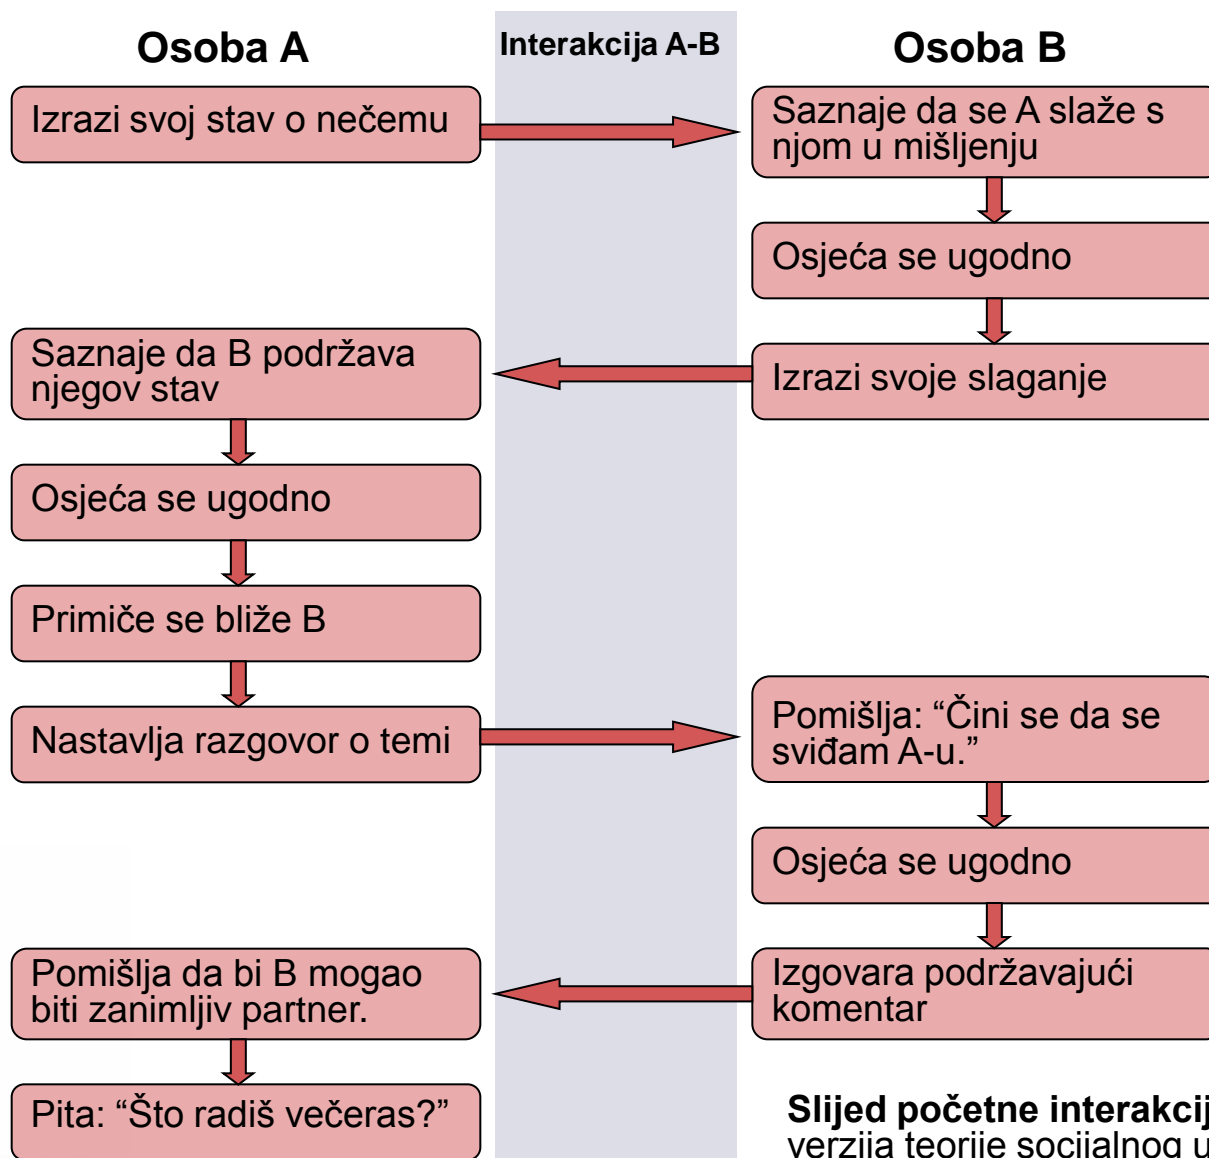 Osoba A
Interakcija A-B
Osoba B
Izrazi svoj stav o nečemu
Saznaje da se A slaže s
njom u mišljenju
Osjeća se ugodno
Izrazi svoje slaganje
Saznaje da B podržava
njegov stav
Osjeća se ugodno
Primiče se bliže B
Nastavlja razgovor o temi
Pomišlja: “Čini se da se
sviđam A-u.”
Osjeća se ugodno
Izgovara podržavajući
komentar
Pomišlja da bi B mogao
biti zanimljiv partner.
Pita: “Što radiš večeras?”
Slijed početne interakcij
verzija teorije socijalnog u